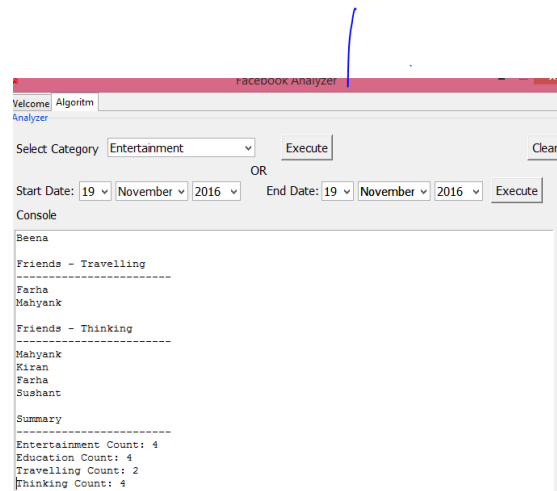 Facebook Analyzer
Welcome Algoritm
Analyzer
Select Category Entertainment Execute Clear
OR
Start Date: 19 November 2016 End Date: 19 November 2016 Execute
Console
Beena
Friends - Travelling
------------------------
Farha
Mahyank
Friends - Thinking
------------------------
Mahyank
Kiran
Farha
Sushant
Summary
------------------------
Entertainment Count: 4
Education Count: 4
Travelling Count: 2
Thinking Count: 4